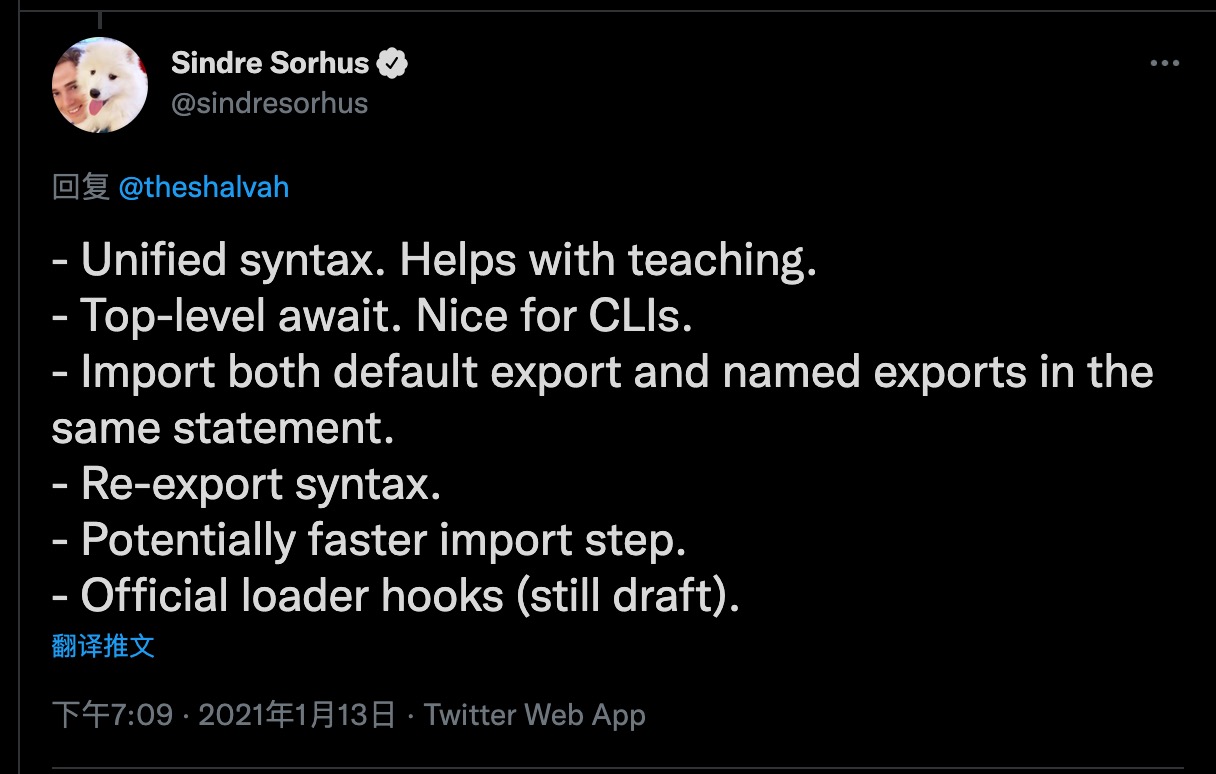 Sindre Sorhus
@sindresorhus
回复 @theshalvah
- Unified syntax. Helps with teaching.
- Top-level await. Nice for CLIs.
- Import both default export and named exports in the
same statement.
- Re-export syntax.
- Potentially faster import step.
- Official loader hooks (still draft).
翻译推文
下午7:09 · 2021年1月13日 · Twitter Web App